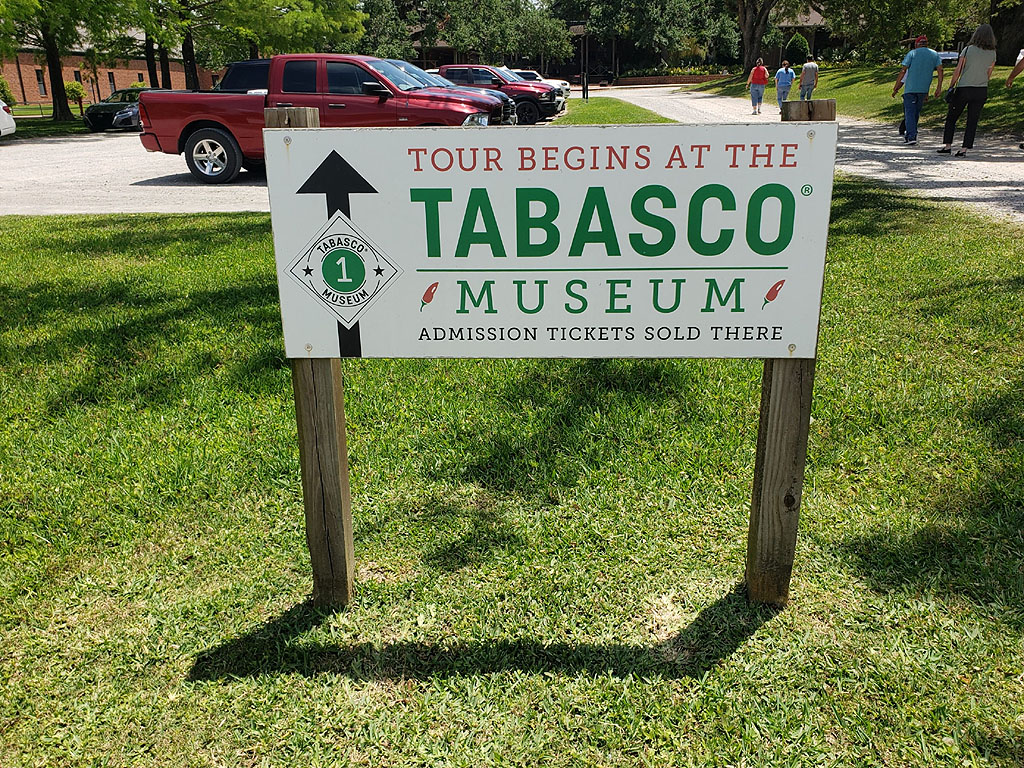 TOUR BEGINS AT THE
TABASCO®
MUSEUM
ADMISSION TICKETS SOLD THERE
TABASCO®
1
MUSEUM